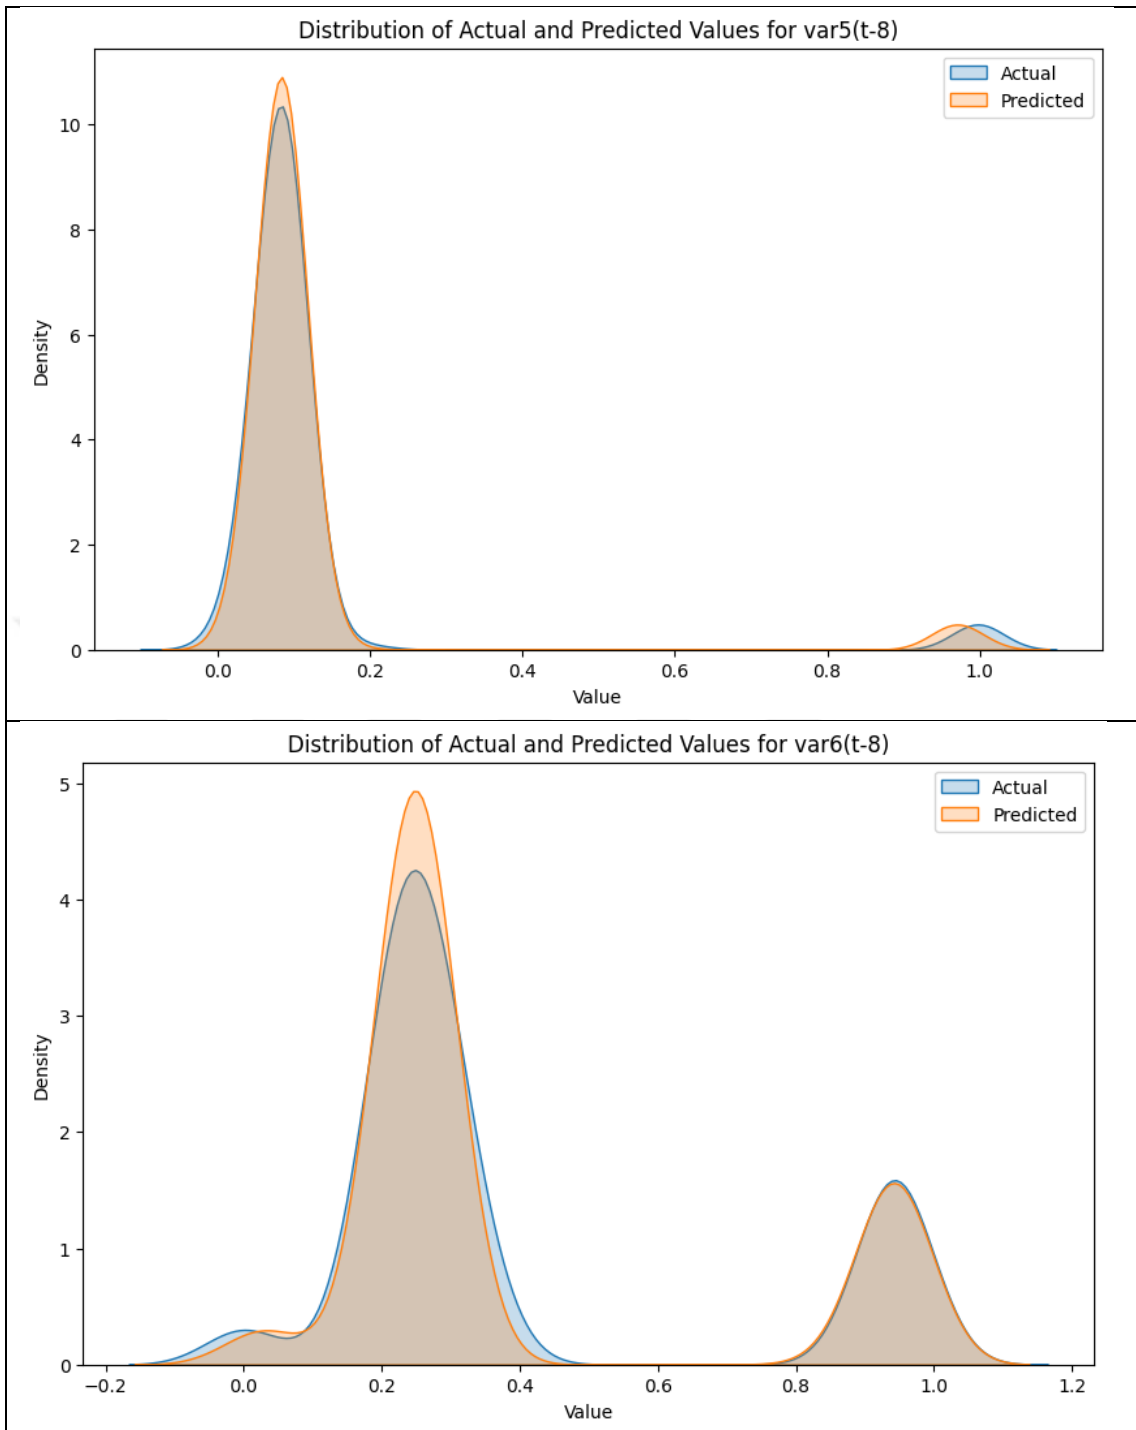 Distribution of Actual and Predicted Values for var5(t-8)
Actual
Predicted
10
8
6
4
2
0
Density
0.0 0.2 0.4 0.6 0.8 1.0
Value
Distribution of Actual and Predicted Values for var6(t-8)
Actual
Predicted
5
4
3
2
1
0
Density
−0.2 0.0 0.2 0.4 0.6 0.8 1.0 1.2
Value